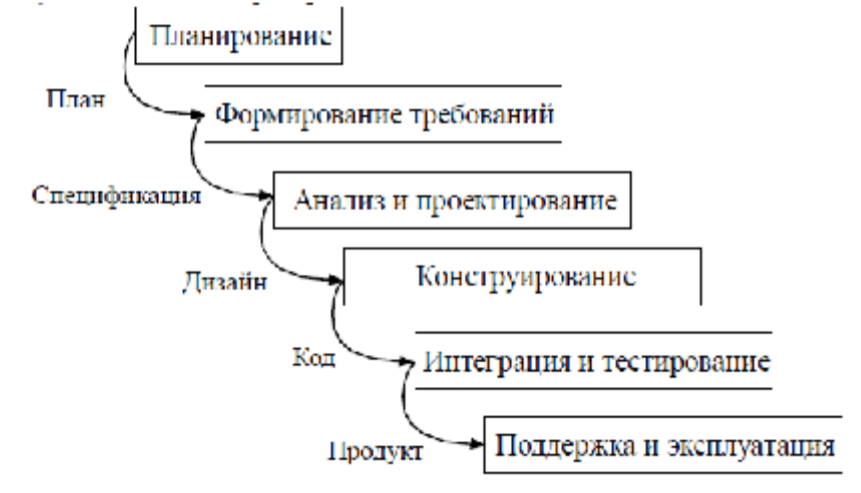 Планирование
План
Формирование требований
Спецификация
Анализ и проектирование
Дизайн
Конструирование
Код
Интеграция и тестирование
Продукт
Поддержка и эксплуатация